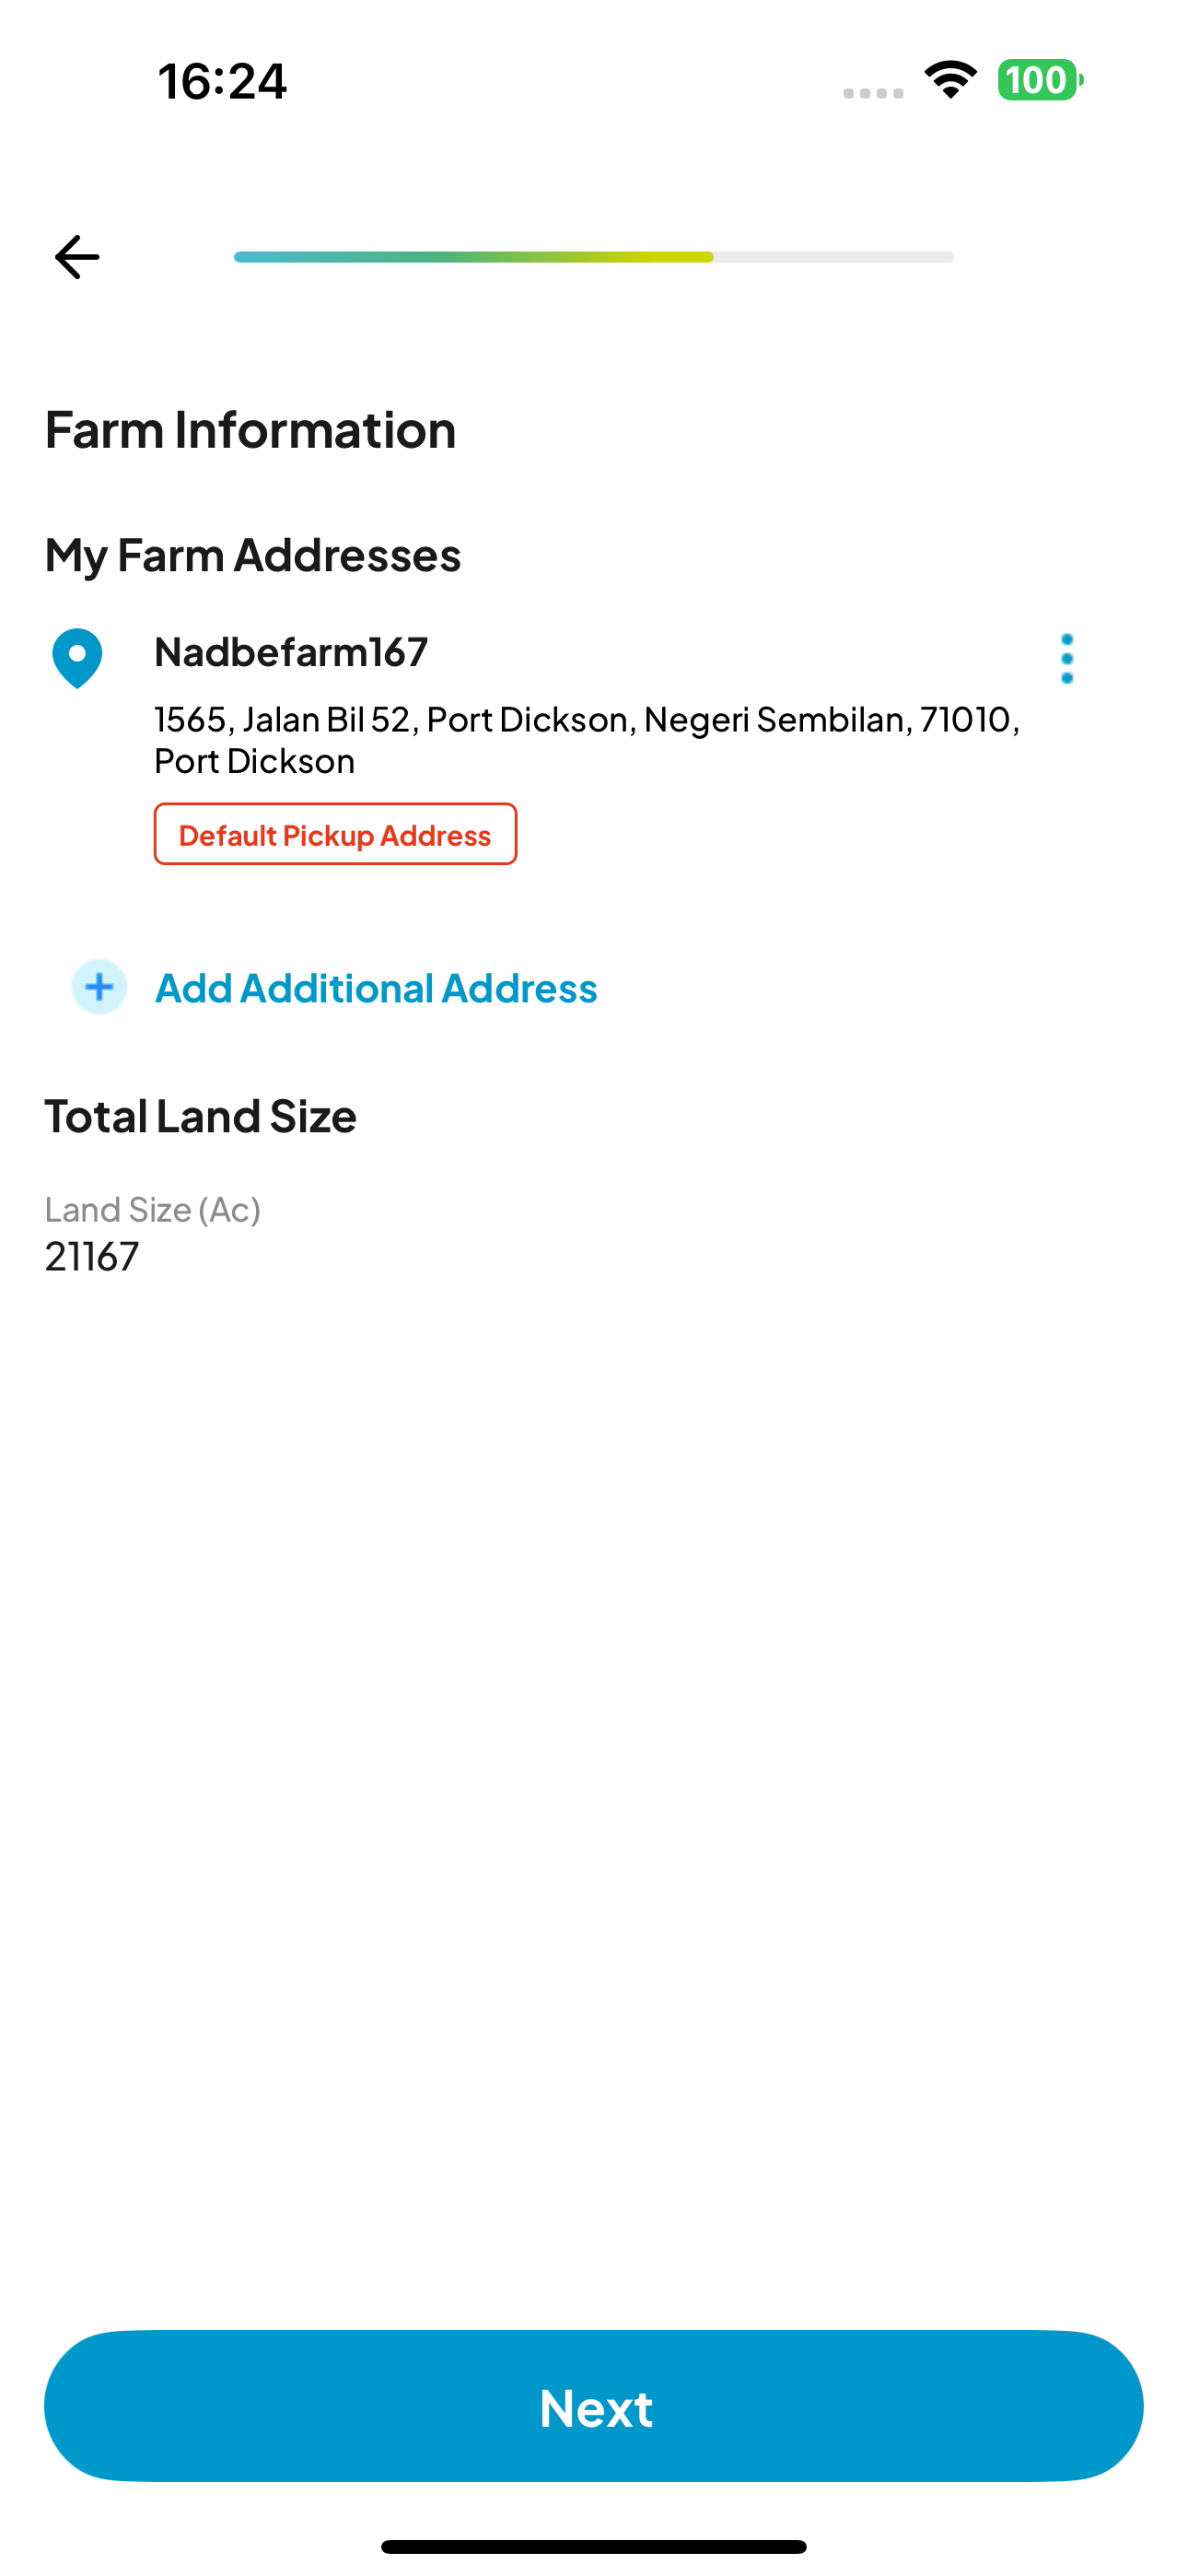 16:24
100
Farm Information
My Farm Addresses
Nadbefarm167
1565, Jalan Bil 52, Port Dickson, Negeri Sembilan, 71010,
Port Dickson
Default Pickup Address
Add Additional Address
Total Land Size
Land Size (Ac)
21167
Next